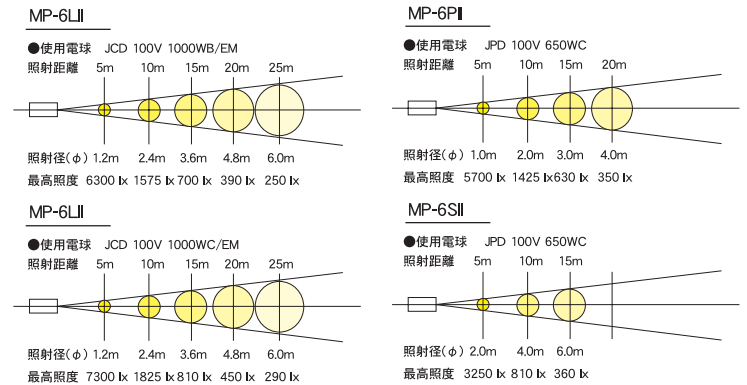 MP-6LⅡ
●使用電球 JCD 100V 1000WB/EM
照射距離 5m 10m 15m 20m 25m
照射径(φ) 1.2m 2.4m 3.6m 4.8m 6.0m
最高照度 6300 lx 1575 lx 700 lx 390 lx 250 lx
MP-6PⅡ
●使用電球 JPD 100V 650WC
照射距離 5m 10m 15m 20m
照射径(φ) 1.0m 2.0m 3.0m 4.0m
最高照度 5700 lx 1425 lx 630 lx 350 lx
MP-6LⅡ
●使用電球 JCD 100V 1000WC/EM
照射距離 5m 10m 15m 20m 25m
照射径(φ) 1.2m 2.4m 3.6m 4.8m 6.0m
最高照度 7300 lx 1825 lx 810 lx 450 lx 290 lx
MP-6SⅡ
●使用電球 JPD 100V 650WC
照射距離 5m 10m 15m
照射径(φ) 2.0m 4.0m 6.0m
最高照度 3250 lx 810 lx 360 lx